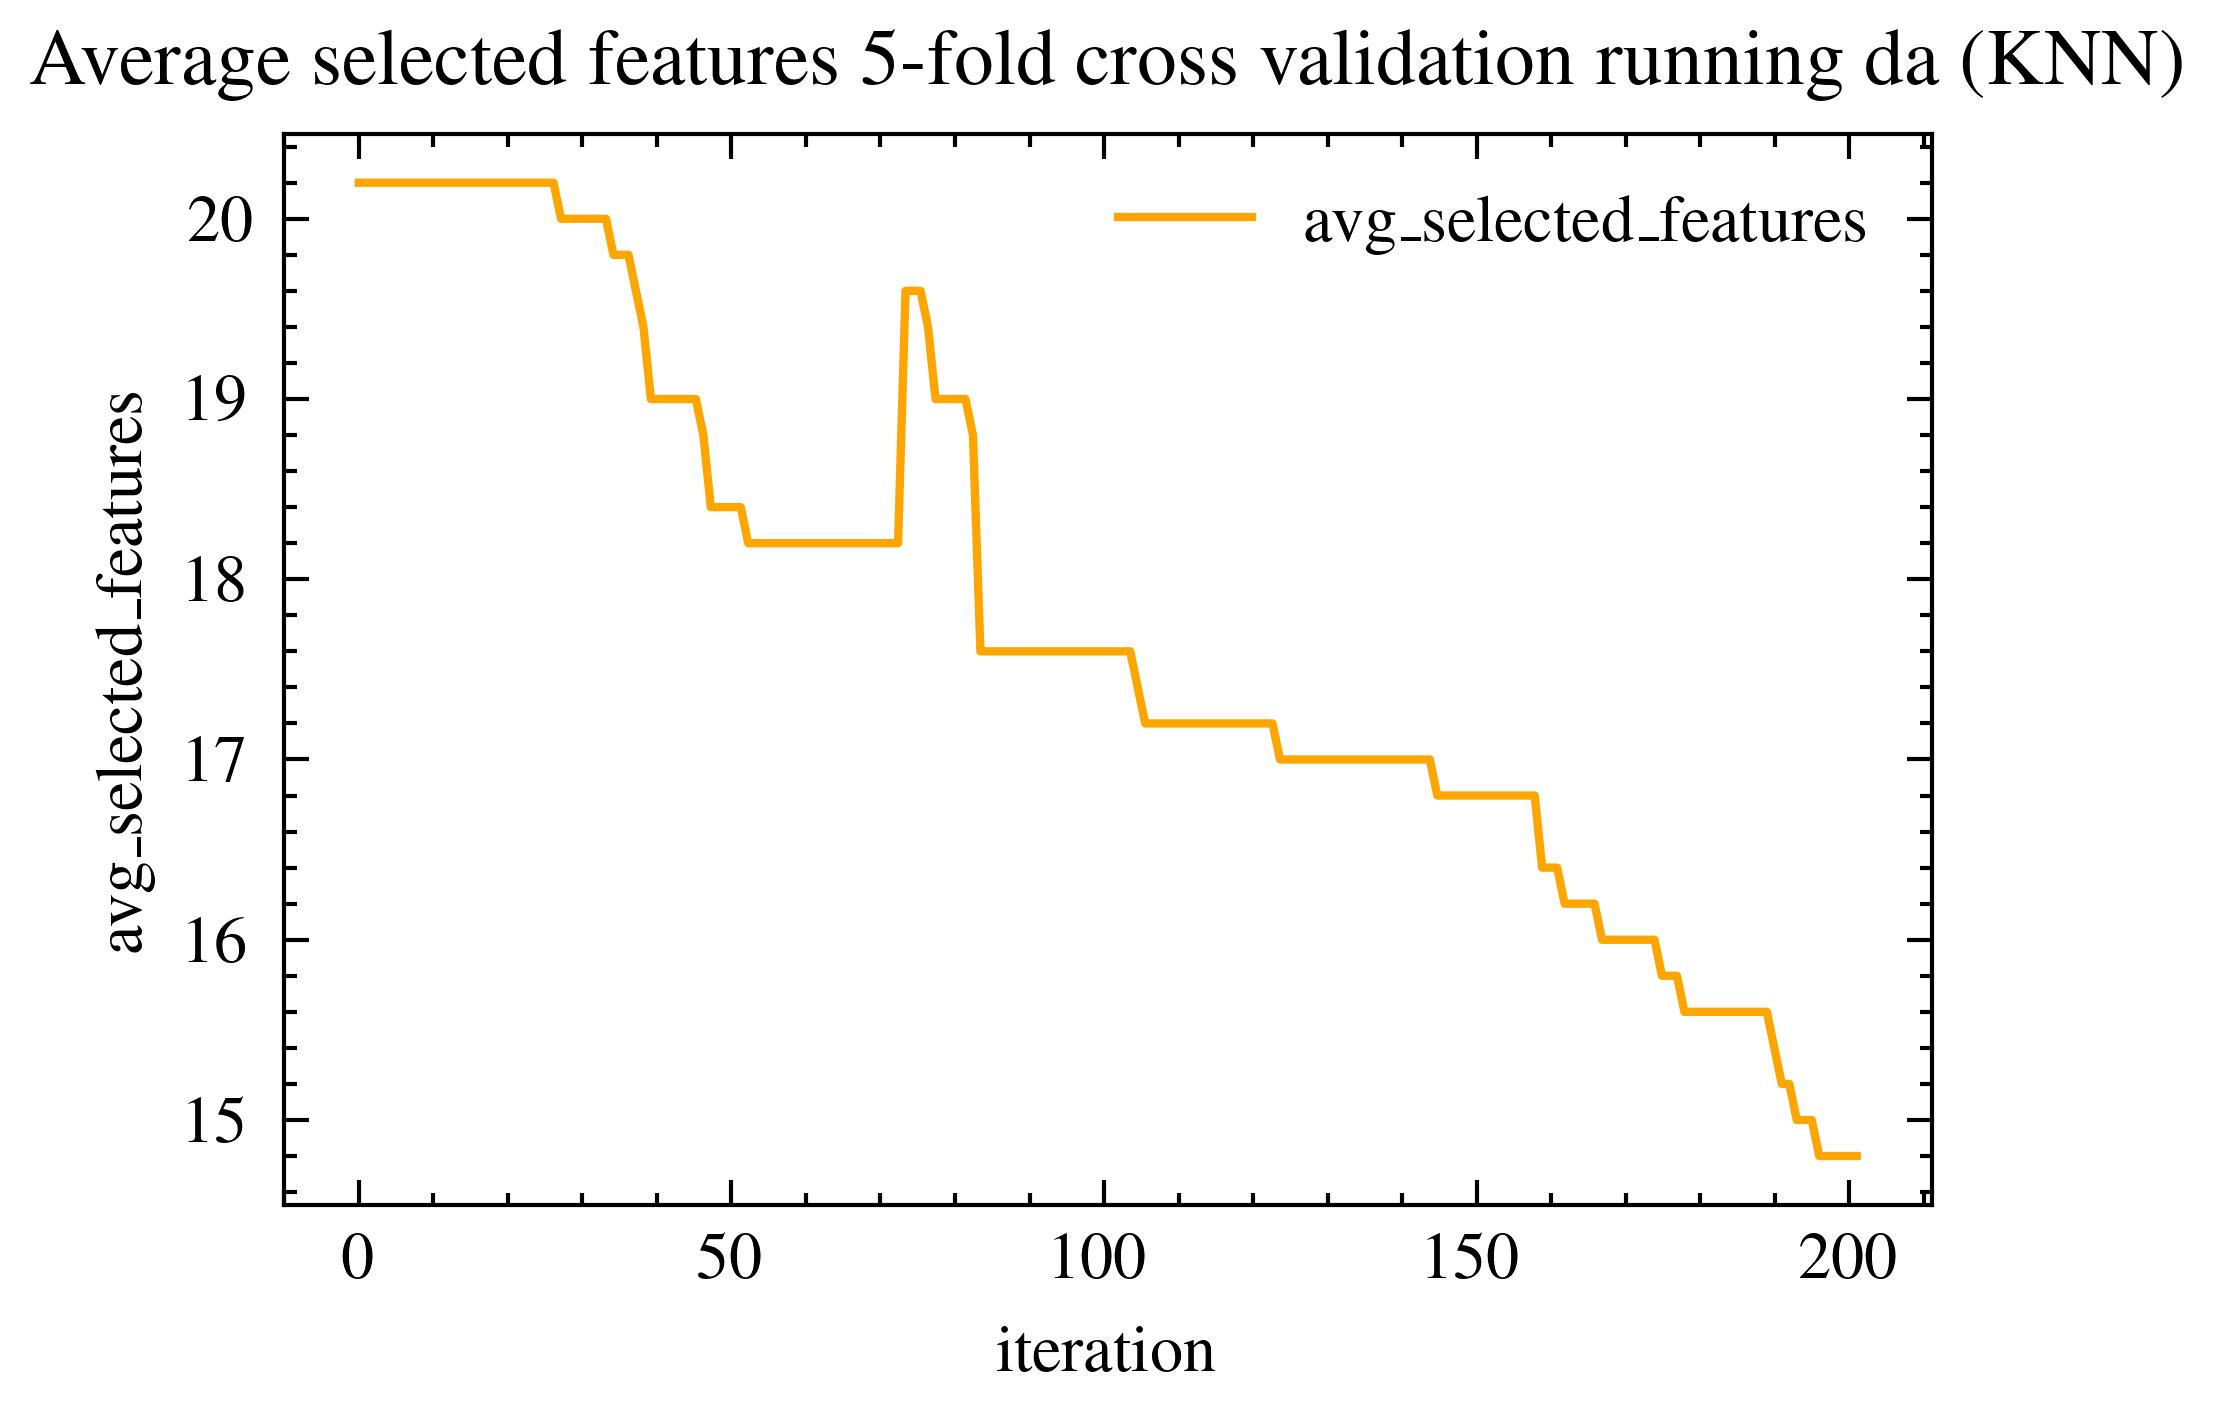 Average selected features 5-fold cross validation running da (KNN)
avg_selected_features
avg_selected_features
20
19
18
17
16
15
0 50 100 150 200
iteration